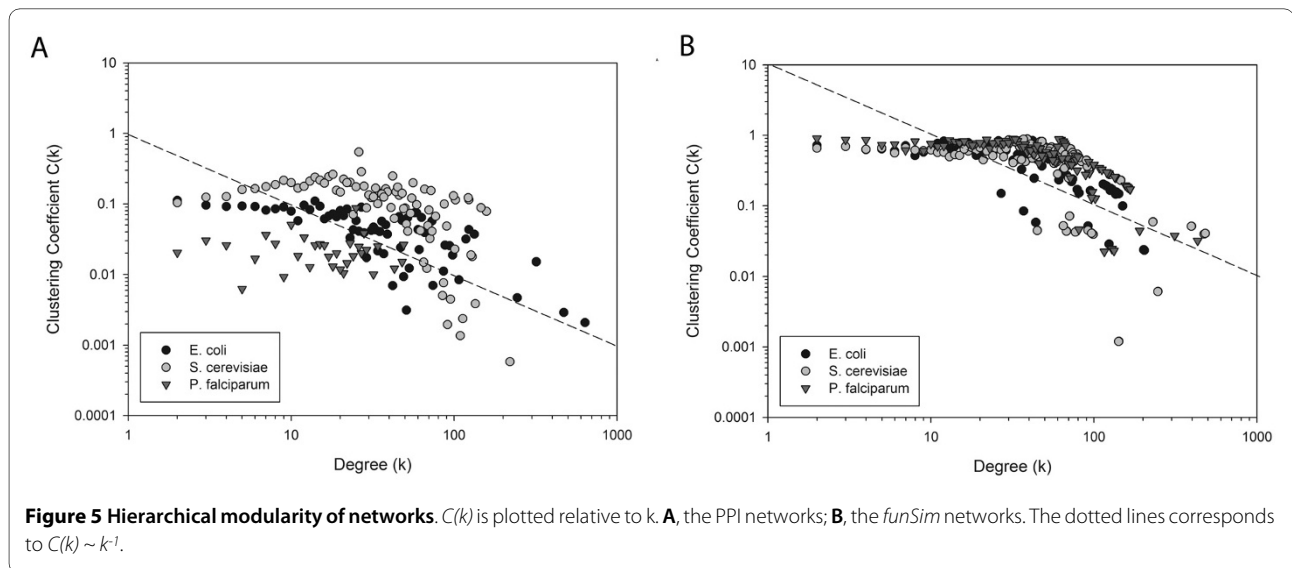 A
10
1
0.1
0.01
0.001
0.0001
Clustering Coefficient C(k)
E. coli
S. cerevisiae
P. falciparum
1
10
100
1000
Degree (k)
B
10
1
0.1
0.01
0.001
0.0001
Clustering Coefficient C(k)
E. coli
S. cerevisiae
P. falciparum
1
10
100
1000
Degree (k)
Figure 5 Hierarchical modularity of networks. C(k) is plotted relative to k. A, the PPI networks; B, the funSim networks. The dotted lines corresponds
to C(k) ~ k⁻¹.